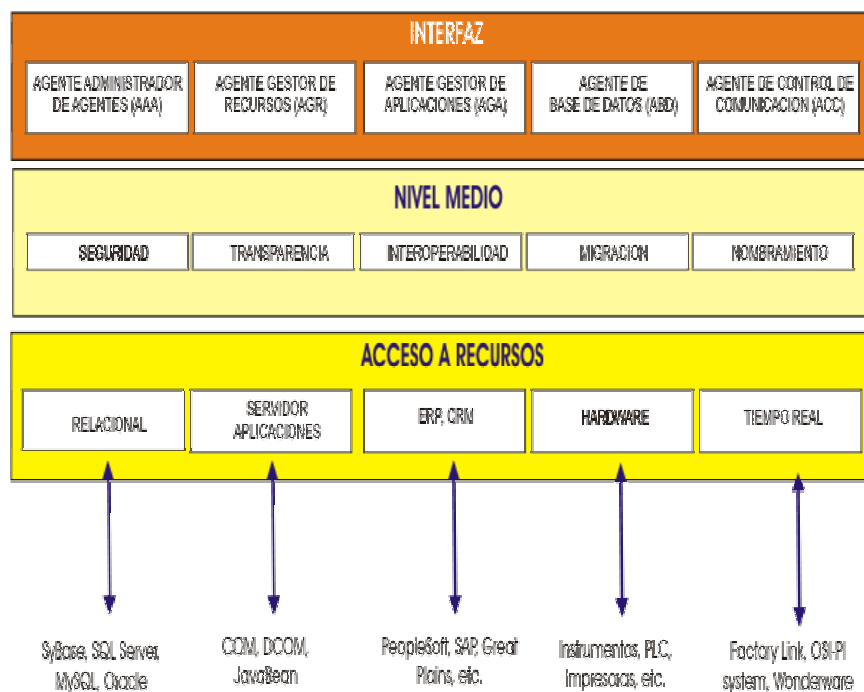 INTERFAZ
AGENTE ADMINISTRADOR
DE AGENTES (AAA)
AGENTE GESTOR DE
RECURSOS (AGR)
AGENTE GESTOR DE
APLICACIONES (AGA)
AGENTE DE
BASE DE DATOS (ABD)
AGENTE DE CONTROL DE
COMUNICACION (ACC)
NIVEL MEDIO
SEGURIDAD
TRANSPARENCIA
INTEROPERABILIDAD
MIGRACION
NOMBRAMIENTO
ACCESO A RECURSOS
RELACIONAL
SERVIDOR
APLICACIONES
ERP, CRM
HARDWARE
TIEMPO REAL
SyBase, SQL Server,
MySQL, Oracle
COM, DCOM,
JavaBean
PeopleSoft, SAP, Great
Plains, etc.
Instrumentos, PLC,
impresoras, etc.
Factory Link, OSI-PI
system, Wonderware